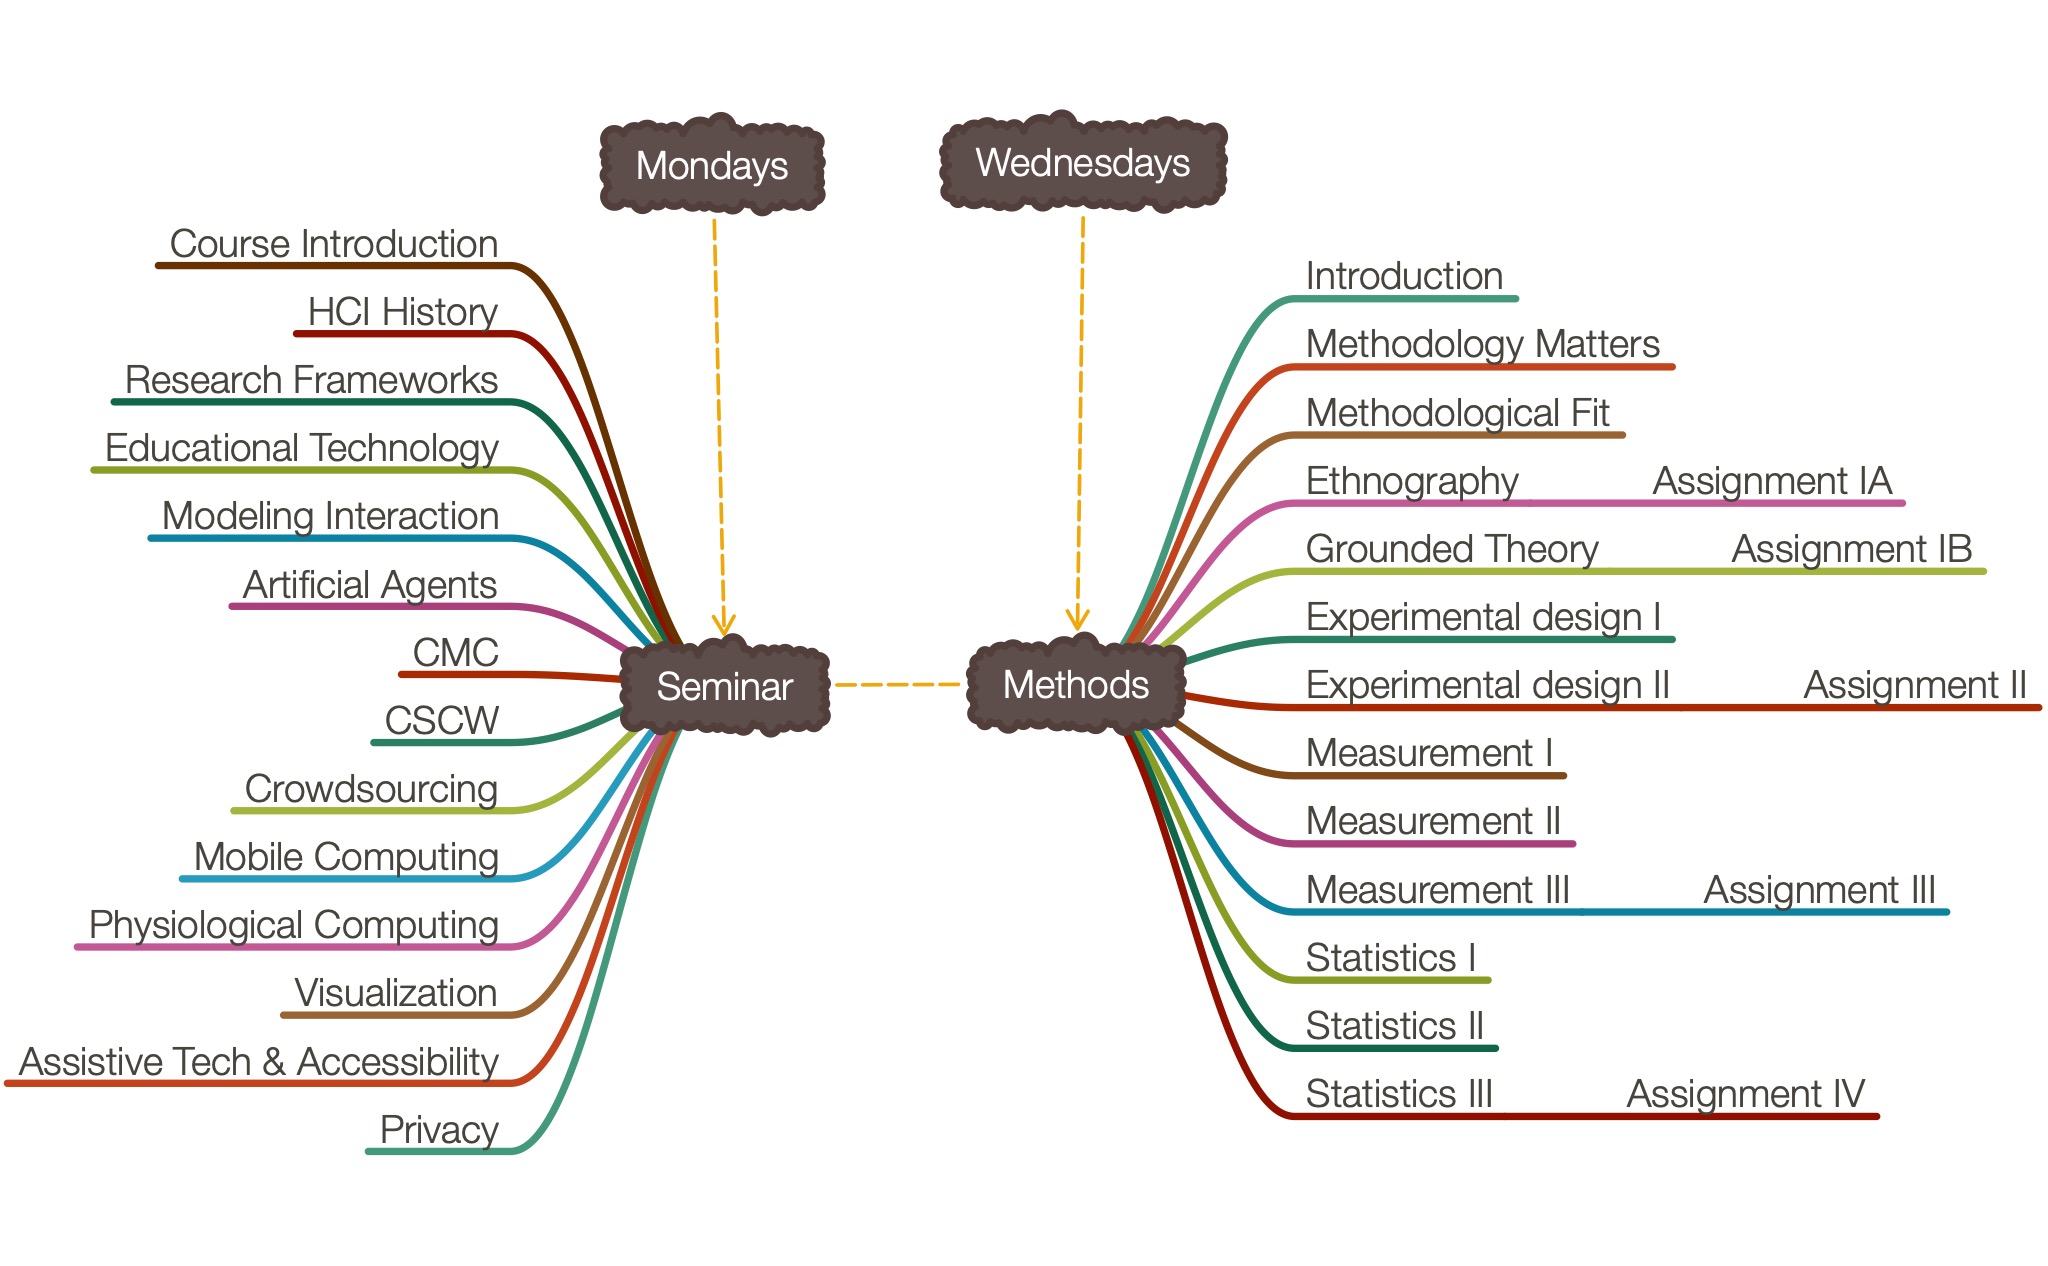 Mondays
Wednesdays
Course Introduction
HCI History
Research Frameworks
Educational Technology
Modeling Interaction
Artificial Agents
CMC
CSCW
Crowdsourcing
Mobile Computing
Physiological Computing
Visualization
Assistive Tech & Accessibility
Privacy
Seminar
Methods
Introduction
Methodology Matters
Methodological Fit
Ethnography Assignment IA
Grounded Theory Assignment IB
Experimental design I
Experimental design II Assignment II
Measurement I
Measurement II
Measurement III Assignment III
Statistics I
Statistics II
Statistics III Assignment IV